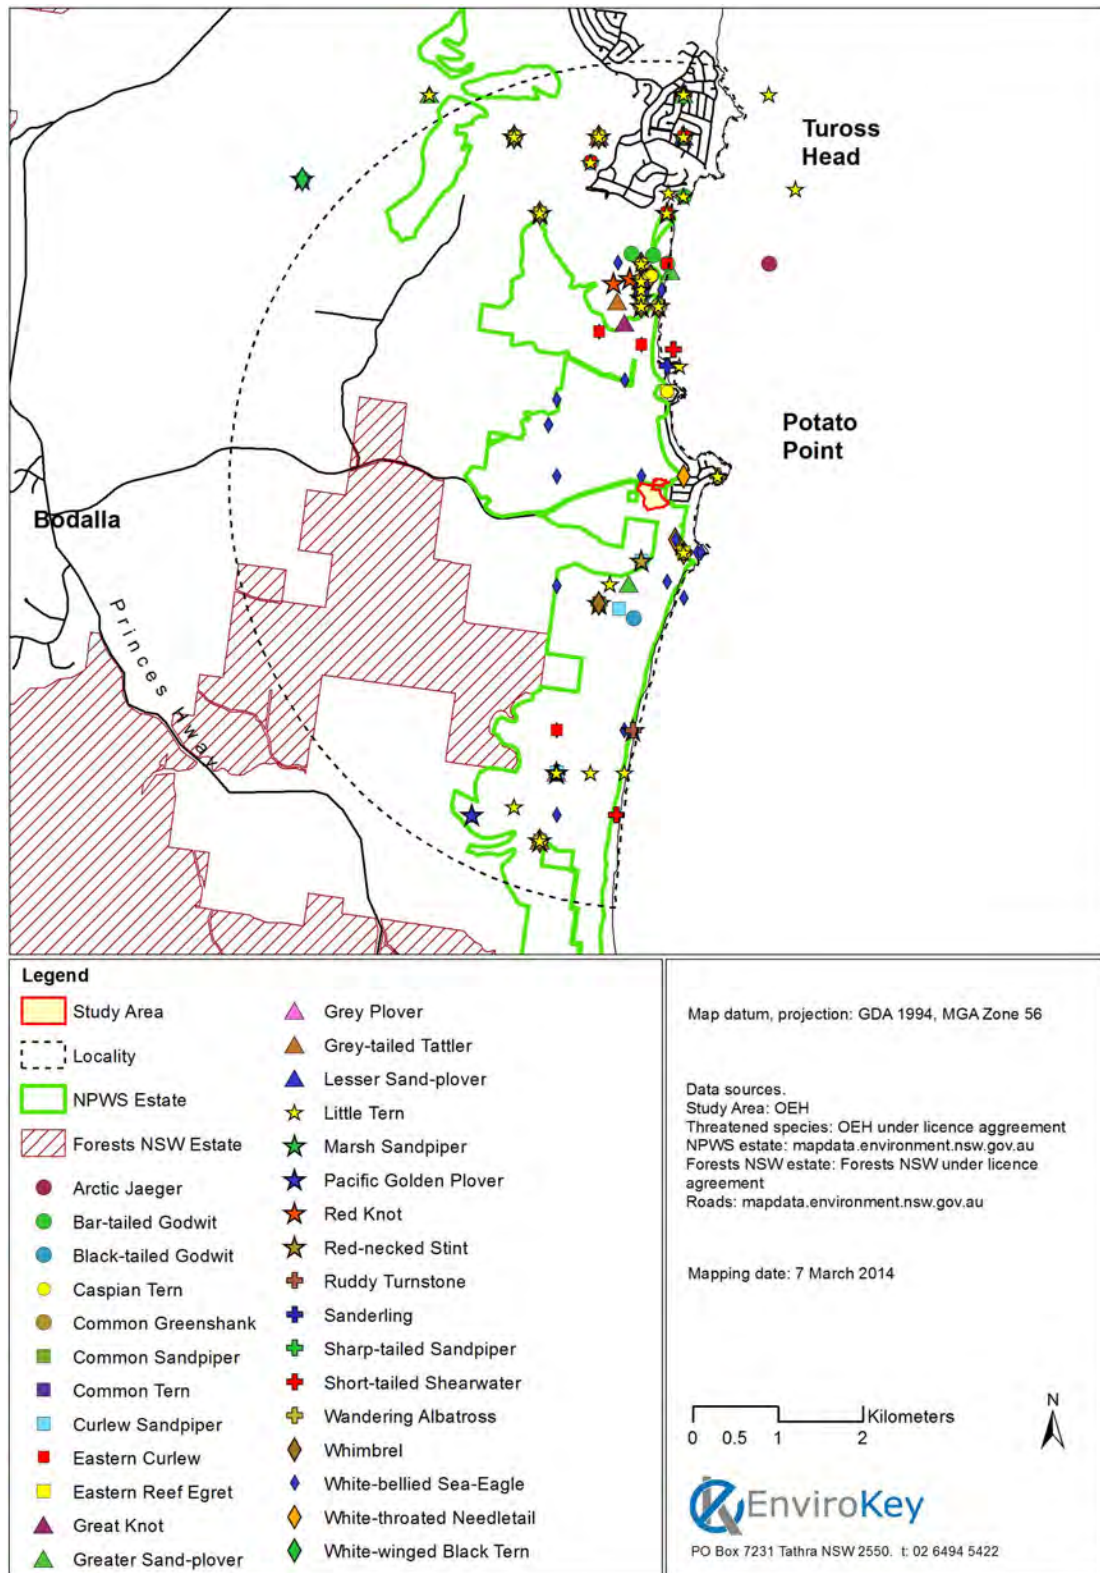 Tuross
Head
Potato
Point
Bodalla
Princes Hway
Legend
Study Area
Locality
NPWS Estate
Forests NSW Estate
Arctic Jaeger
Bar-tailed Godwit
Black-tailed Godwit
Caspian Tern
Common Greenshank
Common Sandpiper
Common Tern
Curlew Sandpiper
Eastern Curlew
Eastern Reef Egret
Great Knot
Greater Sand-plover
Grey Plover
Grey-tailed Tattler
Lesser Sand-plover
Little Tern
Marsh Sandpiper
Pacific Golden Plover
Red Knot
Red-necked Stint
Ruddy Turnstone
Sanderling
Sharp-tailed Sandpiper
Short-tailed Shearwater
Wandering Albatross
Whimbrel
White-bellied Sea-Eagle
White-throated Needletail
White-winged Black Tern
Map datum, projection: GDA 1994, MGA Zone 56
Data sources.
Study Area: OEH
Threatened species: OEH under licence aggreement
NPWS estate: mapdata.environment.nsw.gov.au
Forests NSW estate: Forests NSW under licence
agreement
Roads: mapdata.environment.nsw.gov.au
Mapping date: 7 March 2014
Kilometers
0 0.5 1 2
N
EnviroKey
PO Box 7231 Tathra NSW 2550. t: 02 6494 5422